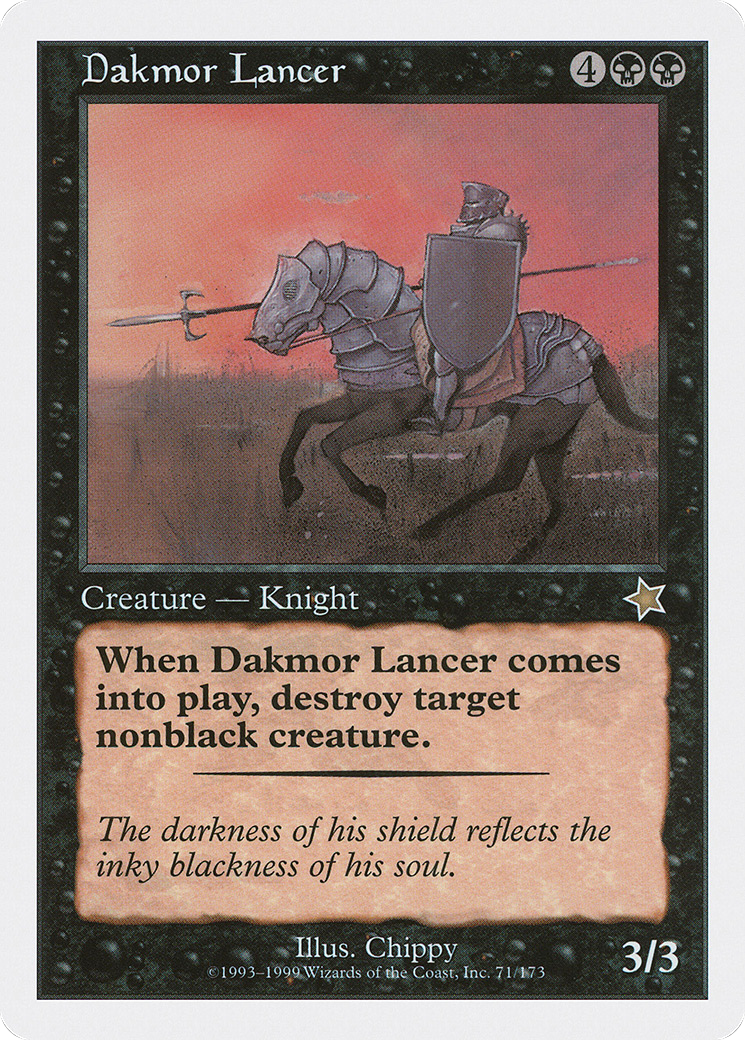 Dakmor Lancer 4
Creature — Knight
When Dakmor Lancer comes
into play, destroy target
nonblack creature.
The darkness of his shield reflects the
inky blackness of his soul.
Illus. Chippy
©1993–1999 Wizards of the Coast, Inc. 71/173
3/3